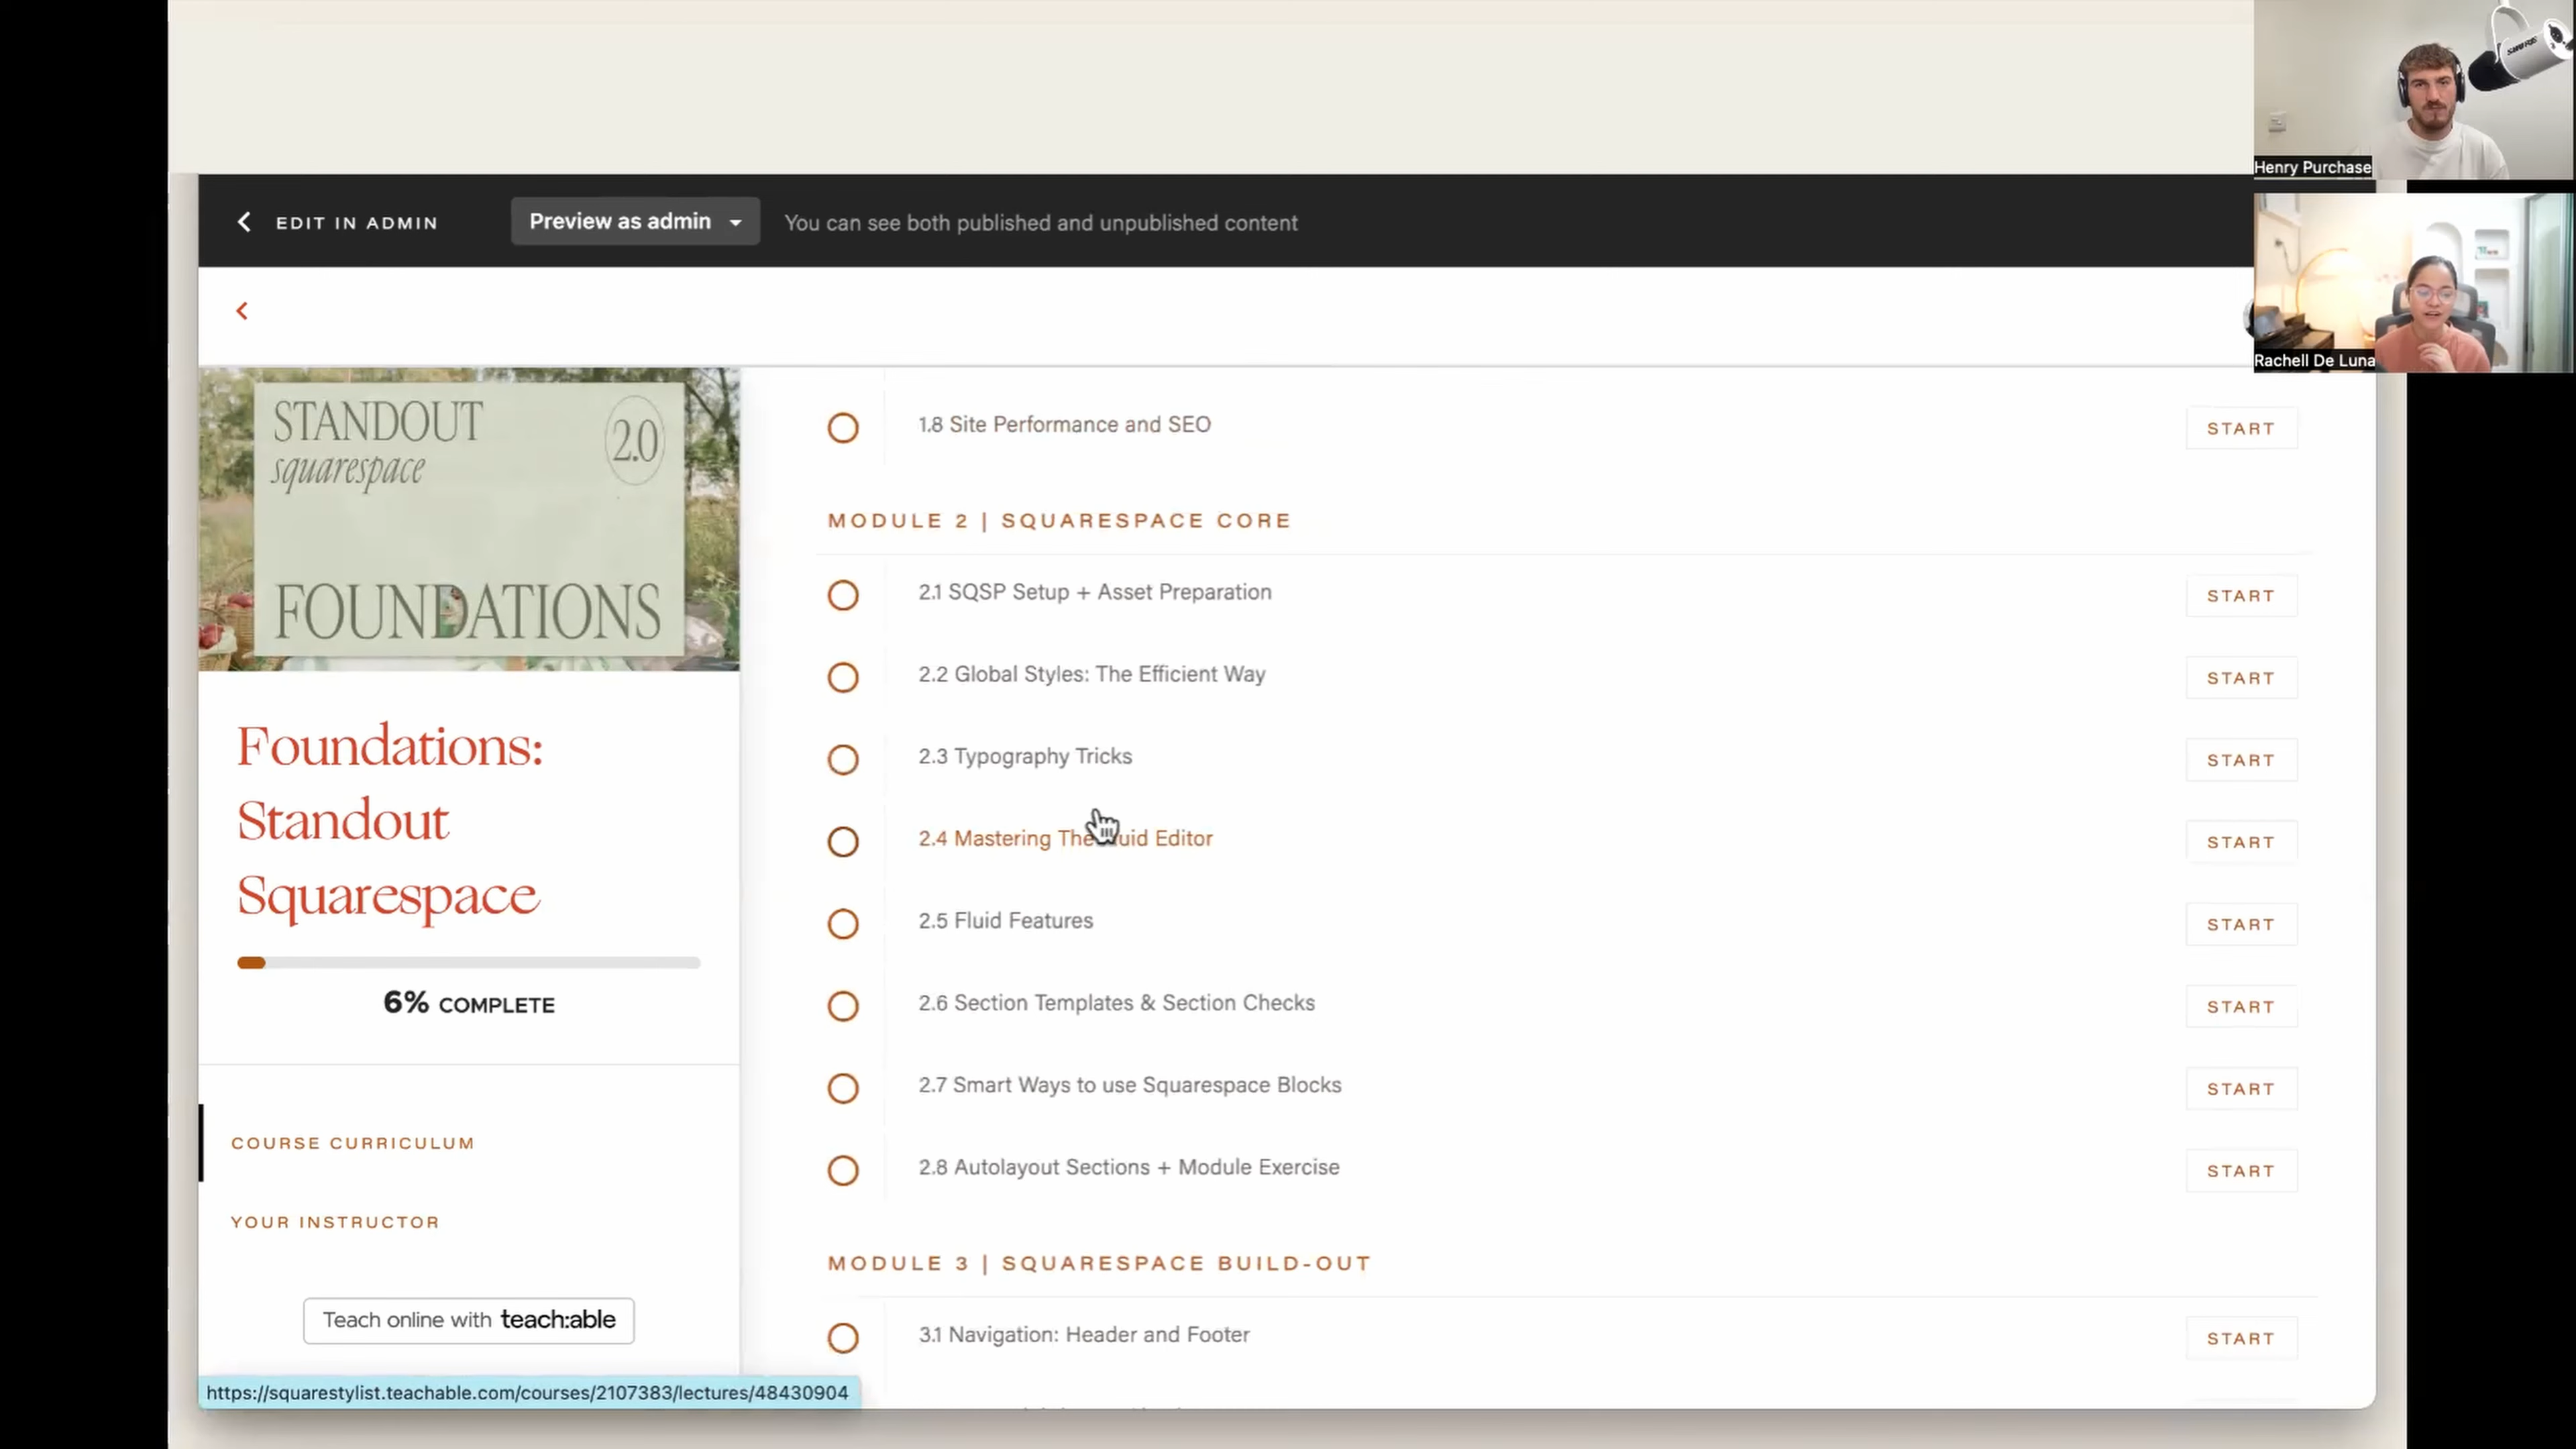 EDIT IN ADMIN
Preview as admin
You can see both published and unpublished content
SHURE
Henry Purchase
Rachell De Luna
STANDOUT
squarespace
2.0
FOUNDATIONS
Foundations:
Standout
Squarespace
6% COMPLETE
COURSE CURRICULUM
YOUR INSTRUCTOR
Teach online with teach:able
https://squarestylist.teachable.com/courses/2107383/lectures/48430904
1.8 Site Performance and SEO
START
MODULE 2 | SQUARESPACE CORE
2.1 SQSP Setup + Asset Preparation
START
2.2 Global Styles: The Efficient Way
START
2.3 Typography Tricks
START
2.4 Mastering The uid Editor
START
2.5 Fluid Features
START
2.6 Section Templates & Section Checks
START
2.7 Smart Ways to use Squarespace Blocks
START
2.8 Autolayout Sections + Module Exercise
START
MODULE 3 | SQUARESPACE BUILD-OUT
3.1 Navigation: Header and Footer
START